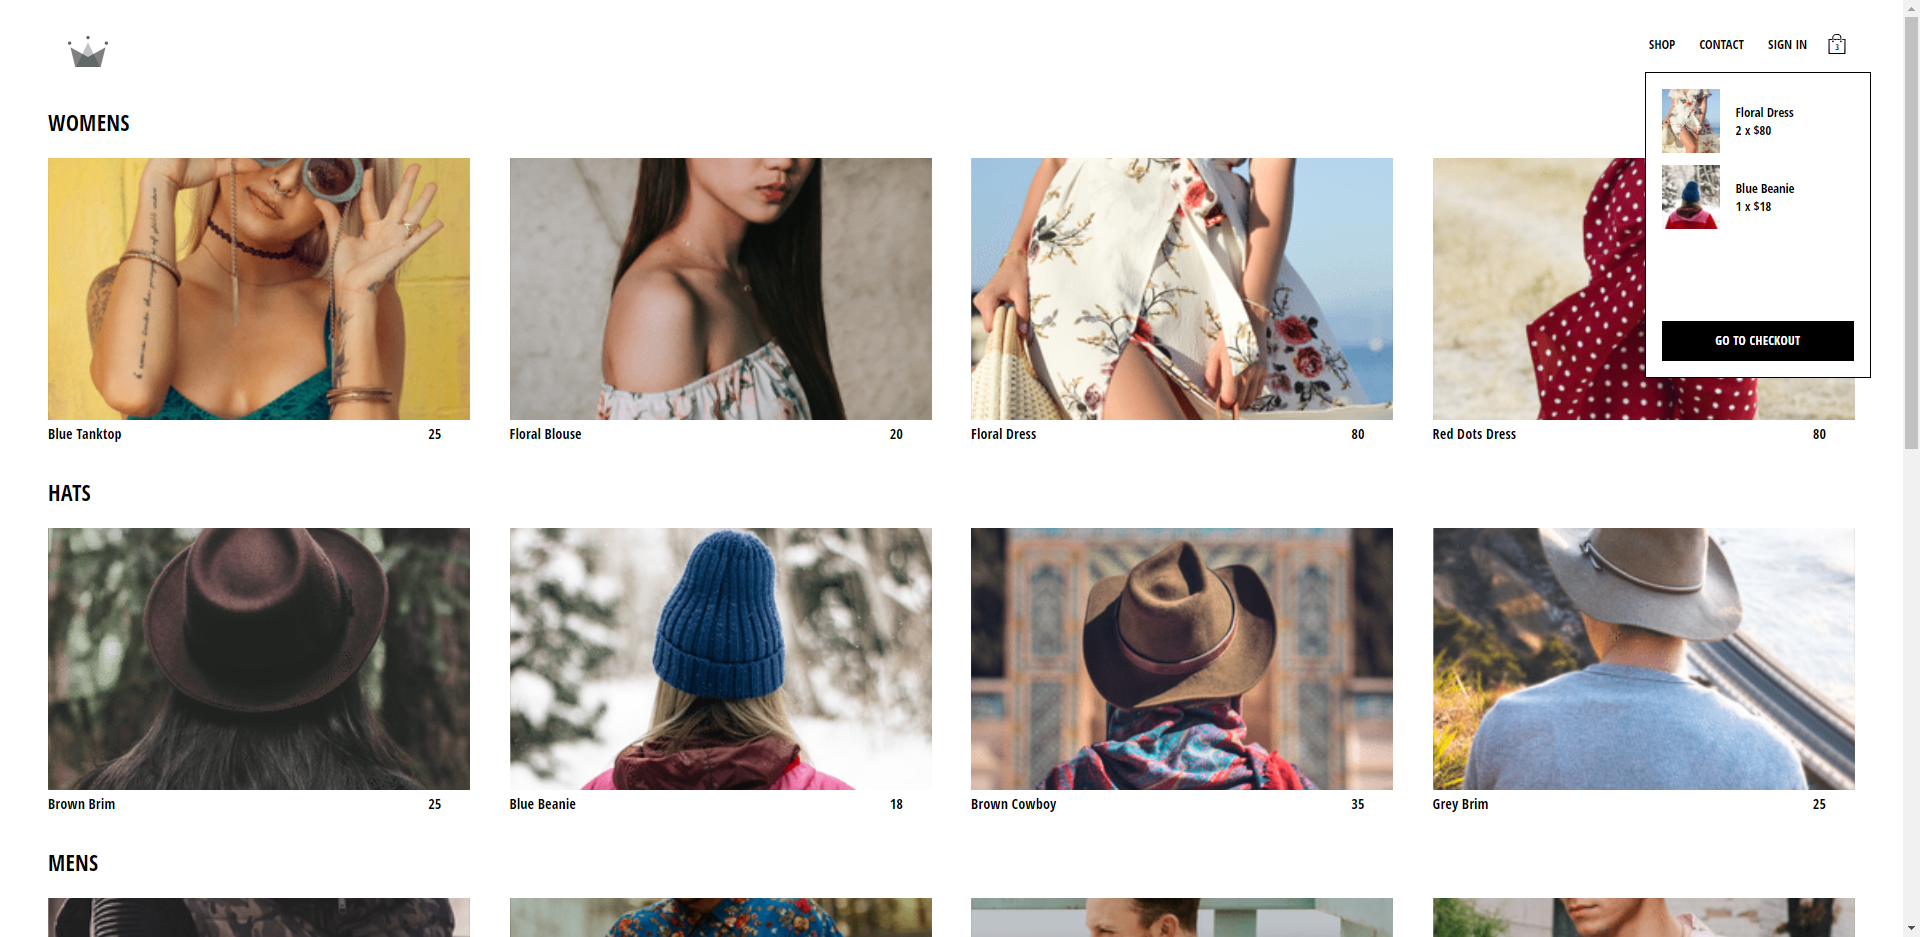 SHOP CONTACT SIGN IN 3
Floral Dress
2 x $80
Blue Beanie
1 x $18
GO TO CHECKOUT
WOMENS
Blue Tanktop 25
Floral Blouse 20
Floral Dress 80
Red Dots Dress 80
HATS
Brown Brim 25
Blue Beanie 18
Brown Cowboy 35
Grey Brim 25
MENS